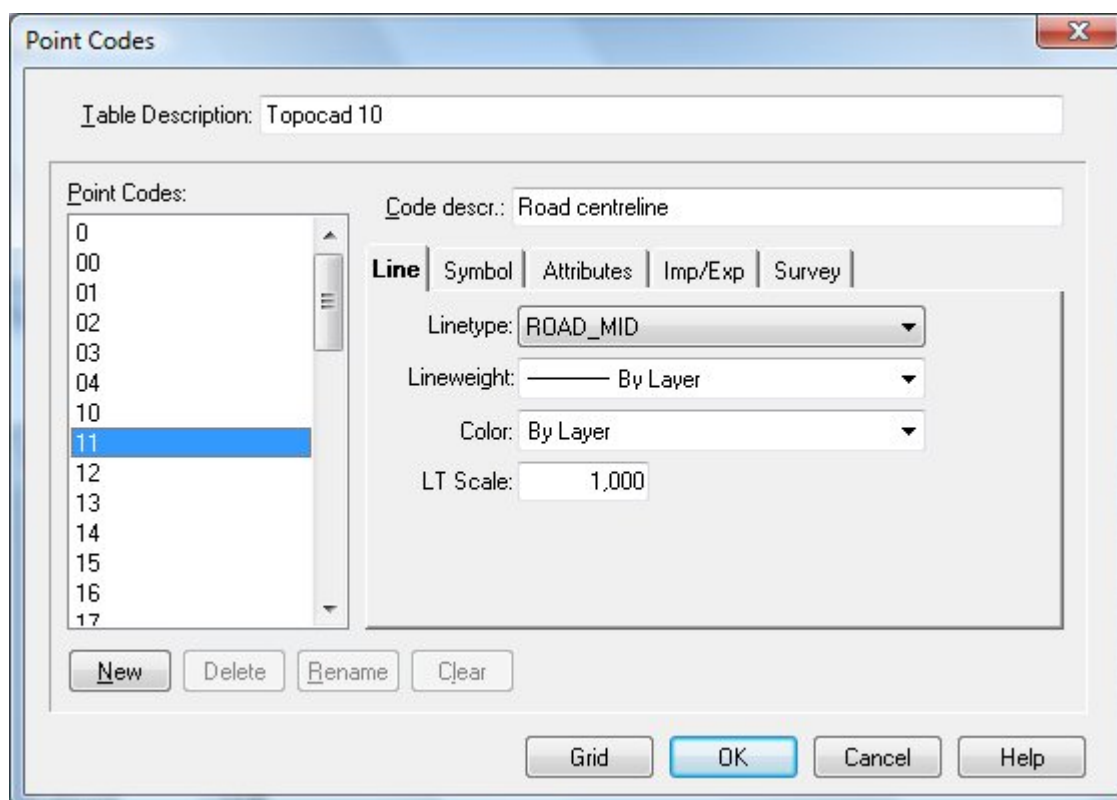 Point Codes
Table Description: Topocad 10
Point Codes:
0
00
01
02
03
04
10
11
12
13
14
15
16
17
Code descr.: Road centreline
Line Symbol Attributes Imp/Exp Survey
Linetype: ROAD_MID
Lineweight: By Layer
Color: By Layer
LT Scale: 1,000
New Delete Rename Clear
Grid OK Cancel Help